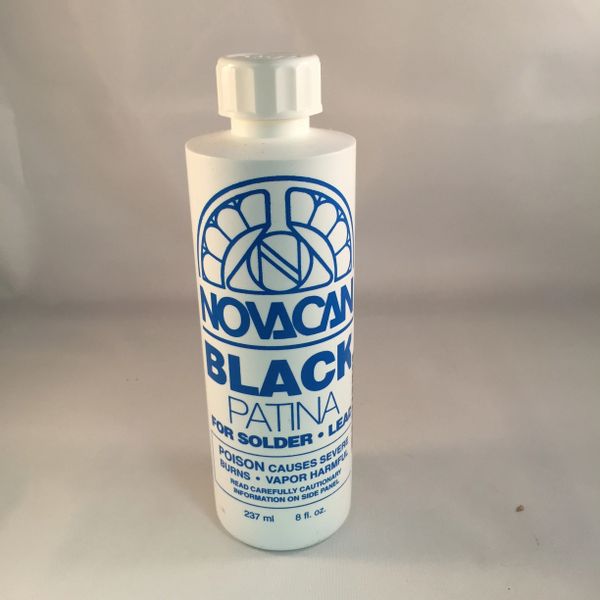 NOVACAN
BLACK
PATINA
FOR SOLDER • LEAD
POISON CAUSES SEVERE
BURNS • VAPOR HARMFUL
READ CAREFULLY CAUTIONARY
INFORMATION ON SIDE PANEL
237 ml 8 fl. oz.